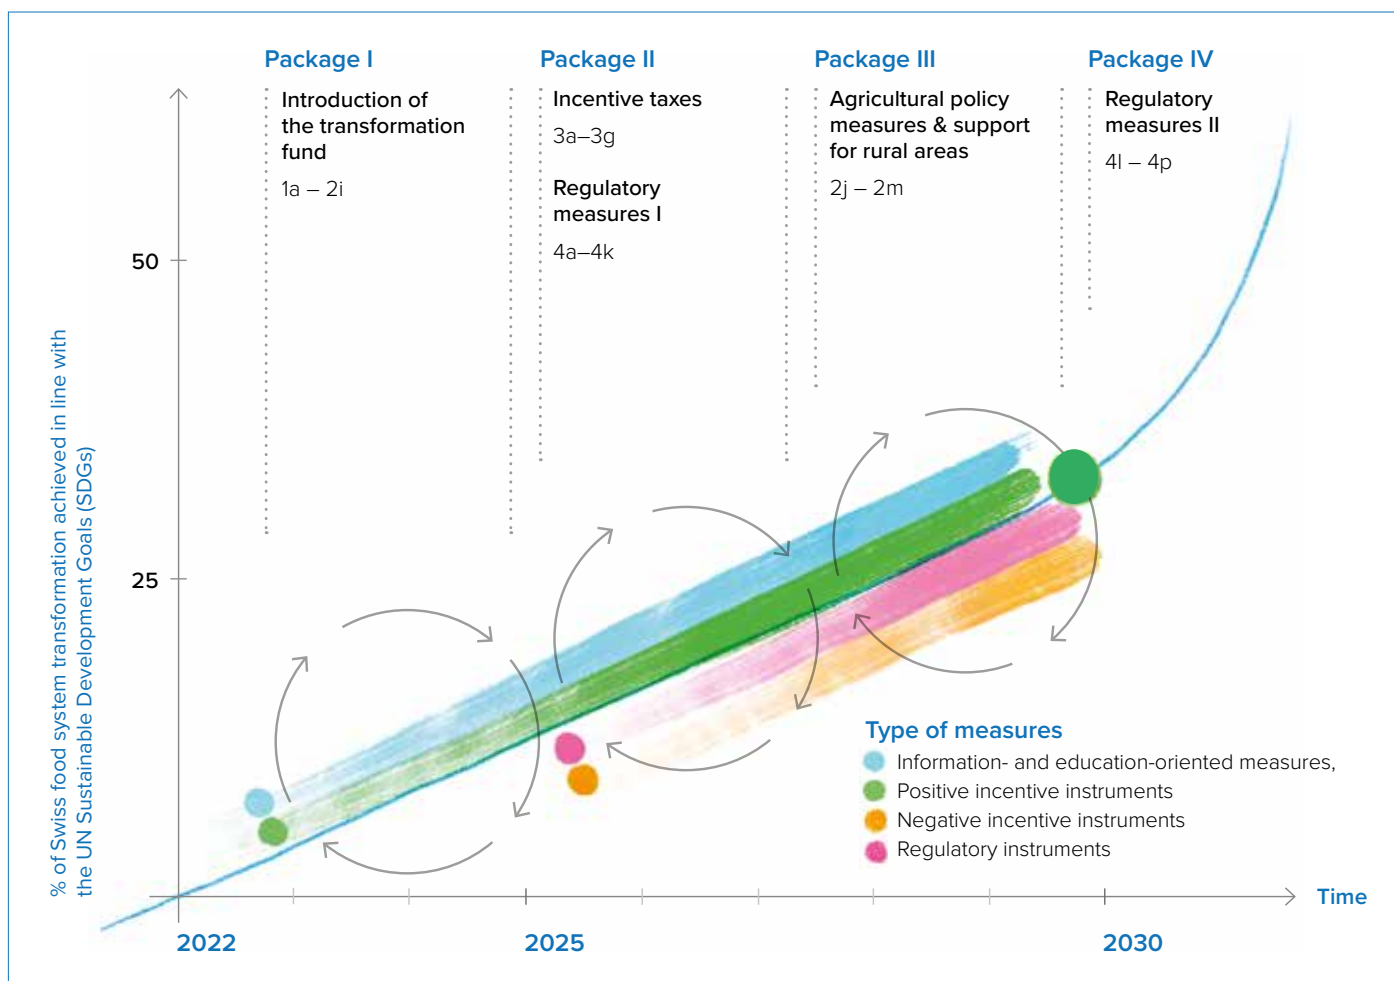 Package I
Introduction of
the transformation
fund
1a – 2i
Package II
Incentive taxes
3a–3g
Regulatory
measures I
4a–4k
Package III
Agricultural policy
measures & support
for rural areas
2j – 2m
Package IV
Regulatory
measures II
4l – 4p
50
25
% of Swiss food system transformation achieved in line with
the UN Sustainable Development Goals (SDGs)
Type of measures
Information- and education-oriented measures,
Positive incentive instruments
Negative incentive instruments
Regulatory instruments
Time
2022
2025
2030